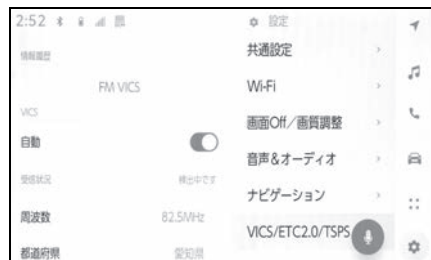 2:52
情報履歴
FM VICS
VICS
自動
受信状況 検出中です
周波数 82.5MHz
都道府県 愛知県
設定
共通設定
Wi-Fi
画面Off／画質調整
音声＆オーディオ
ナビゲーション
VICS/ETC2.0/TSPS